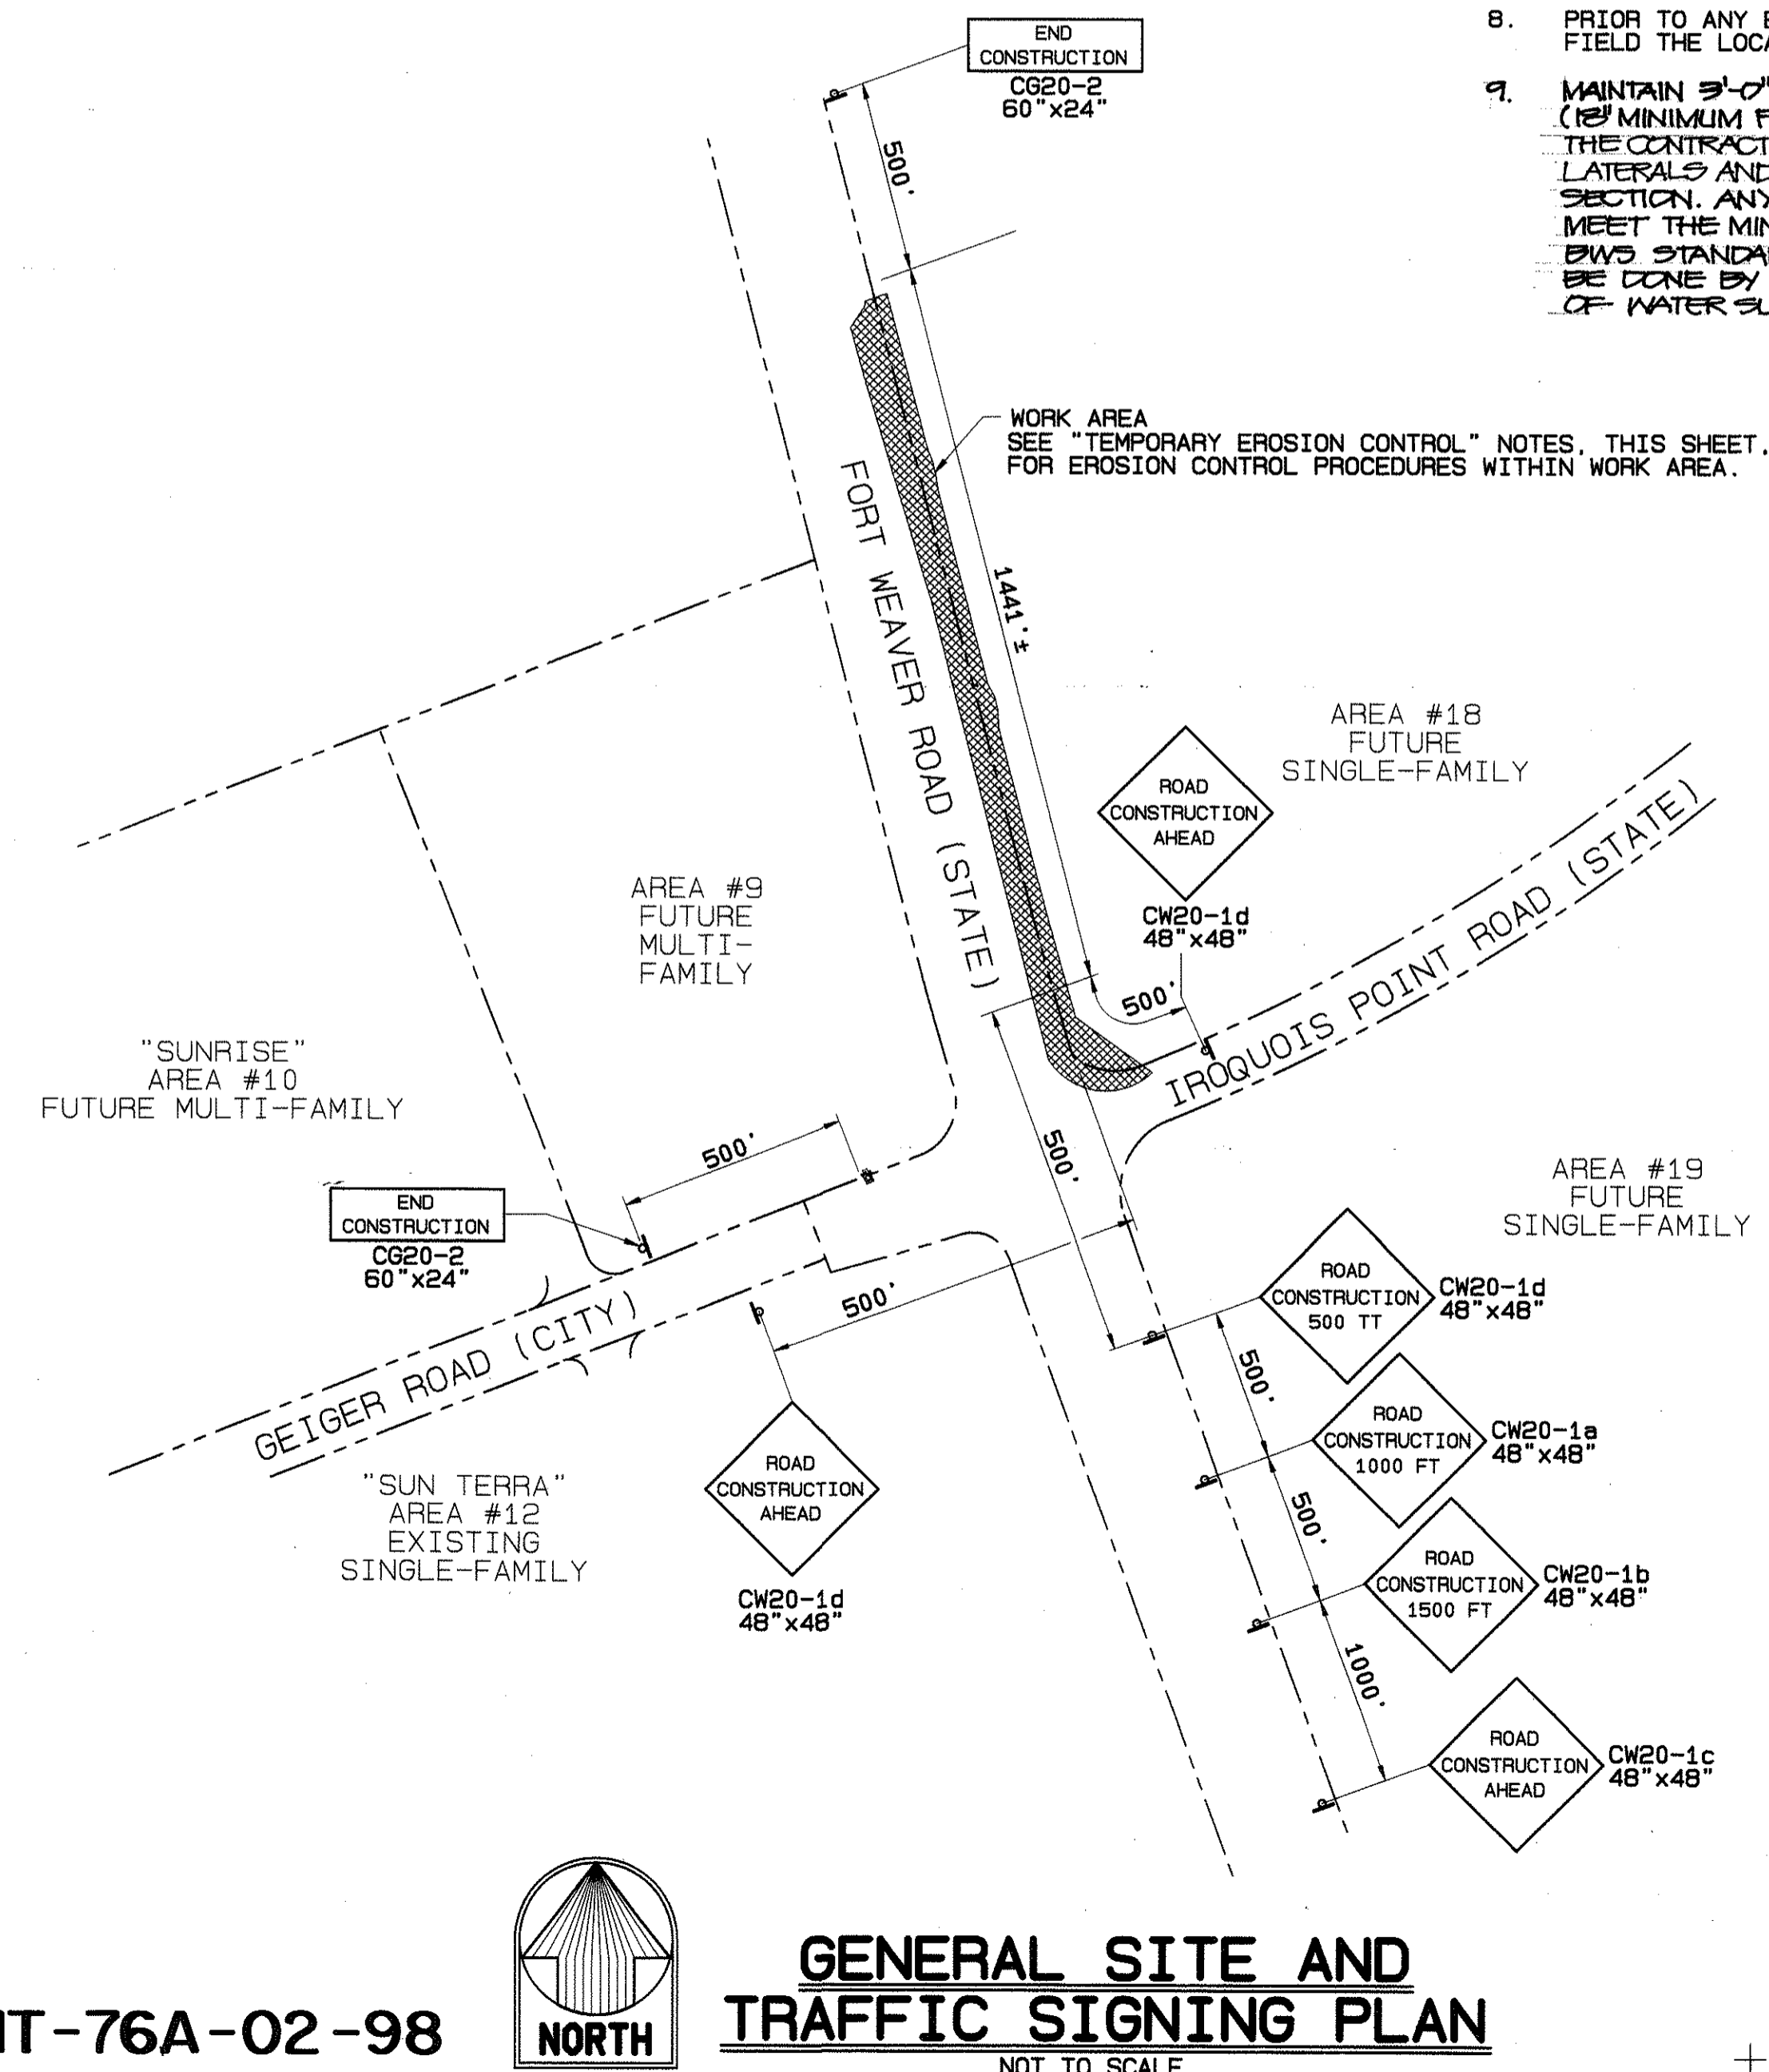 8. PRIOR TO ANY
FIELD THE
9. MAINTAIN 3'-0"
(18" MINIMUM
THE
LATERALS AND
SECTION. ANY
MEET THE
BWS
BE DONE BY
OF WATER
END
CONSTRUCTION
CG20-2
60"x24"
500'
WORK AREA
SEE "TEMPORARY EROSION CONTROL" NOTES, THIS SHEET,
FOR EROSION CONTROL PROCEDURES WITHIN WORK AREA.
FORT WEAVER ROAD (STATE)
1441'±
AREA #18
FUTURE
SINGLE-FAMILY
ROAD
CONSTRUCTION
AHEAD
CW20-1d
48"x48"
500'
IROQUOIS POINT ROAD (STATE)
AREA #9
FUTURE
MULTI-
FAMILY
"SUNRISE"
AREA #10
FUTURE MULTI-FAMILY
500'
500'
END
CONSTRUCTION
CG20-2
60"x24"
AREA #19
FUTURE
SINGLE-FAMILY
500'
GEIGER ROAD (CITY)
ROAD
CONSTRUCTION
500 TT
CW20-1d
48"x48"
500'
ROAD
CONSTRUCTION
1000 FT
CW20-1a
48"x48"
500'
ROAD
CONSTRUCTION
1500 FT
CW20-1b
48"x48"
1000'
"SUN TERRA"
AREA #12
EXISTING
SINGLE-FAMILY
ROAD
CONSTRUCTION
AHEAD
CW20-1d
48"x48"
ROAD
CONSTRUCTION
AHEAD
CW20-1c
48"x48"
-76A-02-98
NORTH
GENERAL SITE AND
TRAFFIC SIGNING PLAN
NOT TO SCALE